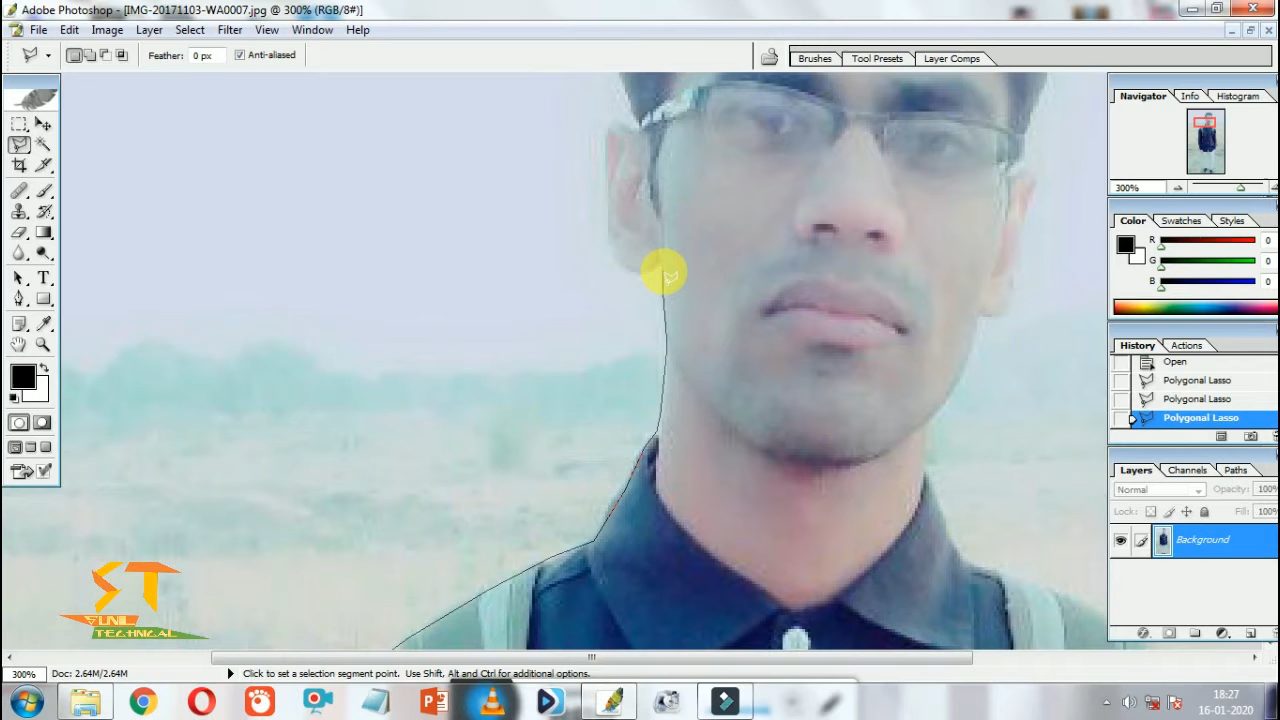 Adobe Photoshop - [IMG-20171103-WA0007.jpg @ 300% (RGB/8#)]
File Edit Image Layer Select Filter View Window Help
Feather: 0 px Anti-aliased
Brushes Tool Presets Layer Comps
Navigator Info Histogram
300%
Color Swatches Styles
R 0
G 0
B 0
History Actions
Open
Polygonal Lasso
Polygonal Lasso
Polygonal Lasso
Layers Channels Paths
Normal Opacity: 100%
Lock: Fill: 100%
Background
ST
SUNIL
TECHNICAL
300% Doc: 2.64M/2.64M Click to set a selection segment point. Use Shift, Alt and Ctrl for additional options.
18:27
16-01-2020